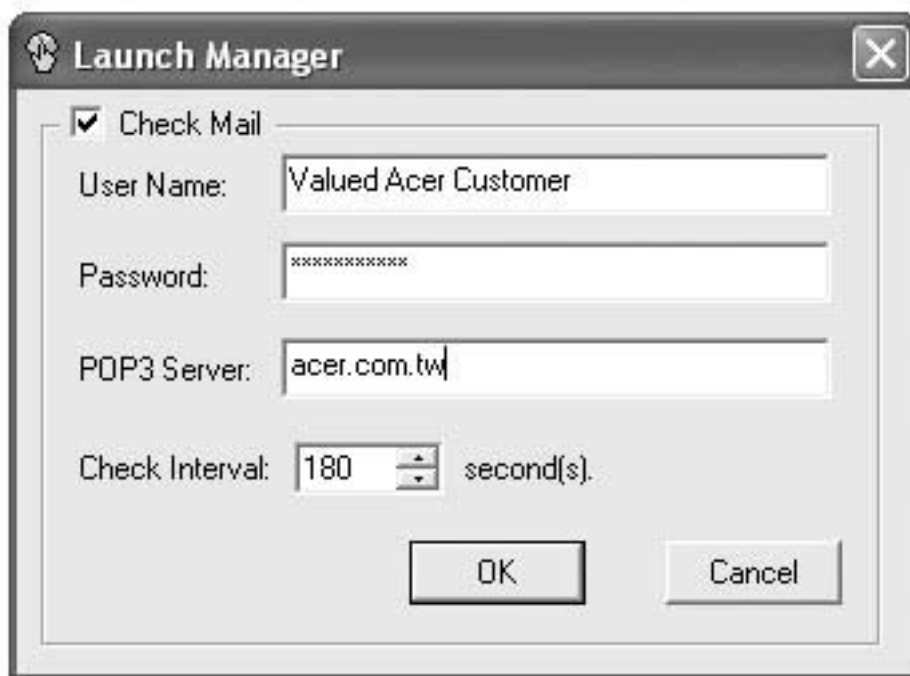 Launch Manager
Check Mail
User Name: Valued Acer Customer
Password: ***********
POP3 Server: acer.com.tw
Check Interval: 180 second(s).
OK Cancel